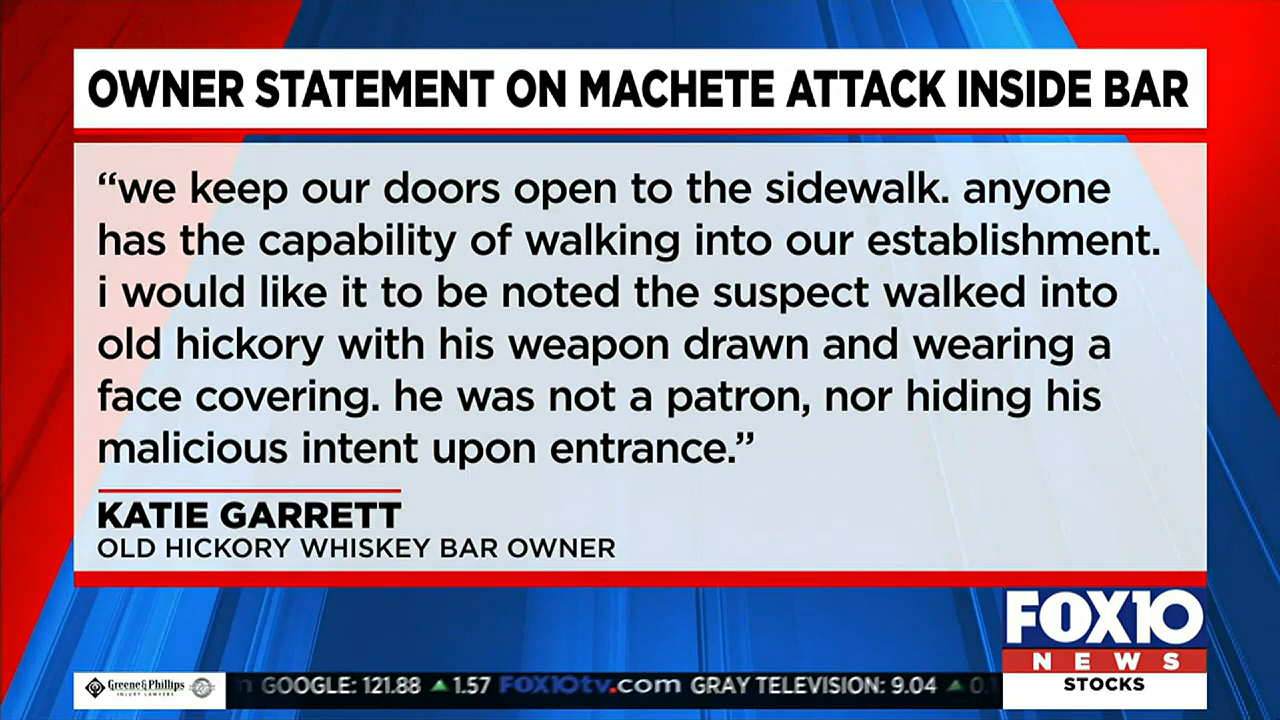 OWNER STATEMENT ON MACHETE ATTACK INSIDE BAR
“we keep our doors open to the sidewalk. anyone
has the capability of walking into our establishment.
i would like it to be noted the suspect walked into
old hickory with his weapon drawn and wearing a
face covering. he was not a patron, nor hiding his
malicious intent upon entrance.”
KATIE GARRETT
OLD HICKORY WHISKEY BAR OWNER
FOX10
NEWS
STOCKS
Greene & Phillips
INJURY LAWYERS
GOOGLE: 121.88 ▲1.57 FOX10tv.com GRAY TELEVISION: 9.04 ▲